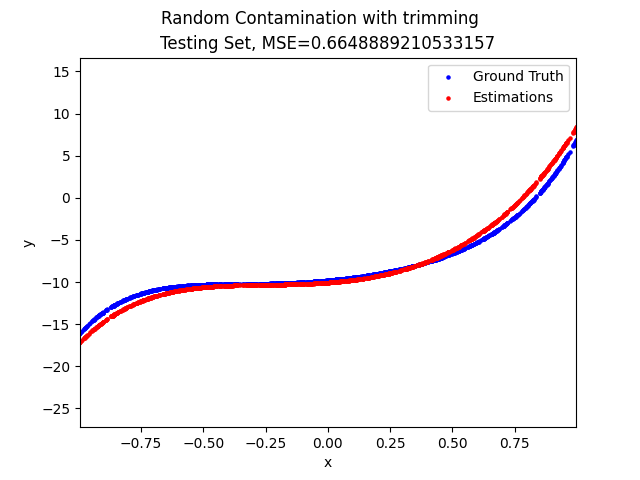 Random Contamination with trimming
Testing Set, MSE=0.6648889210533157
Ground Truth
Estimations
15
10
5
0
−5
−10
−15
−20
−25
y
−0.75
−0.50
−0.25
0.00
0.25
0.50
0.75
x